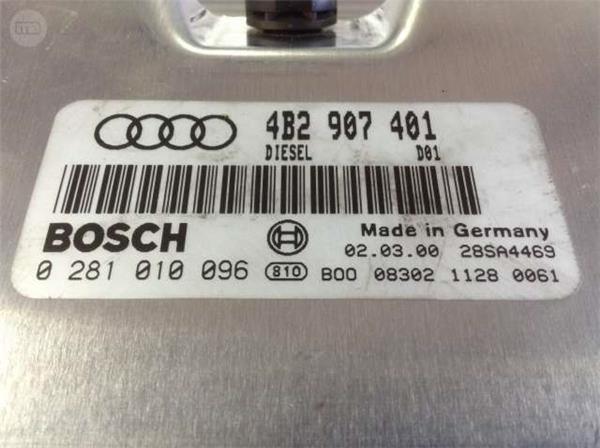 4B2 907 401
DIESEL D01
BOSCH
Made in Germany
02.03.00 28SA4469
0 281 010 096 810 B00 08302 1128 0061